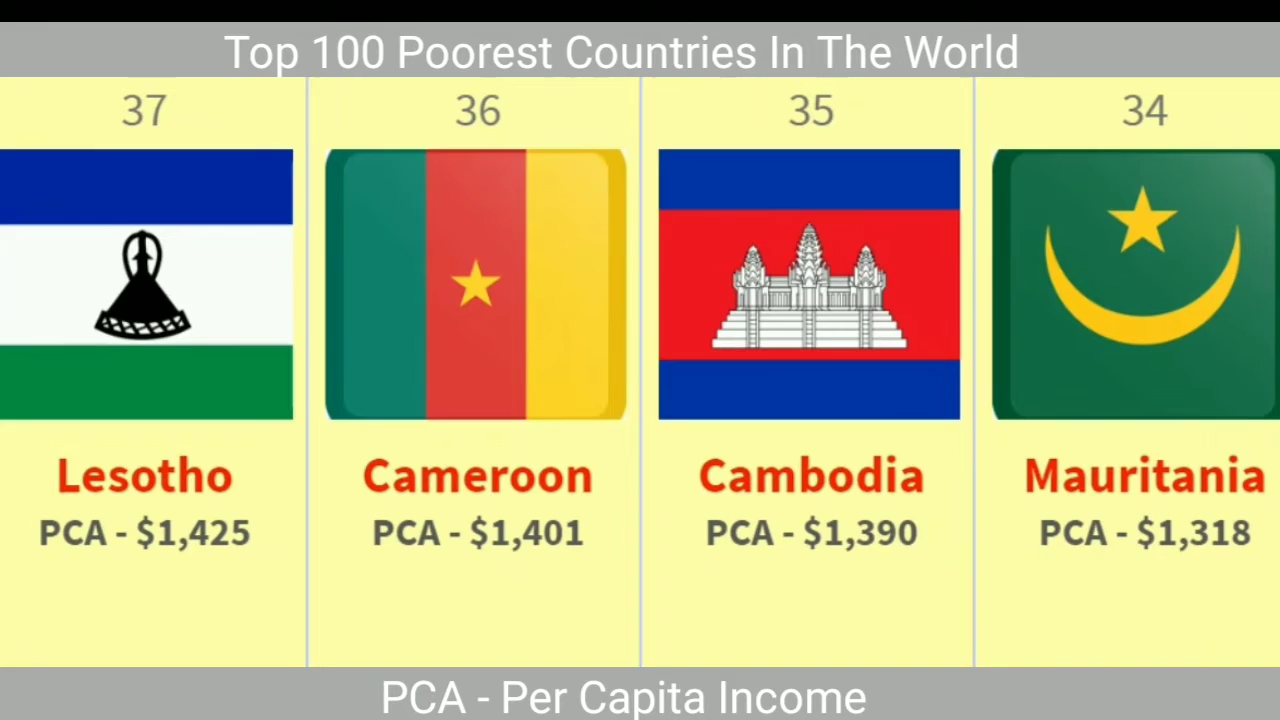 Top 100 Poorest Countries In The World
37
36
35
34
Lesotho
Cameroon
Cambodia
Mauritania
PCA - $1,425
PCA - $1,401
PCA - $1,390
PCA - $1,318
PCA - Per Capita Income